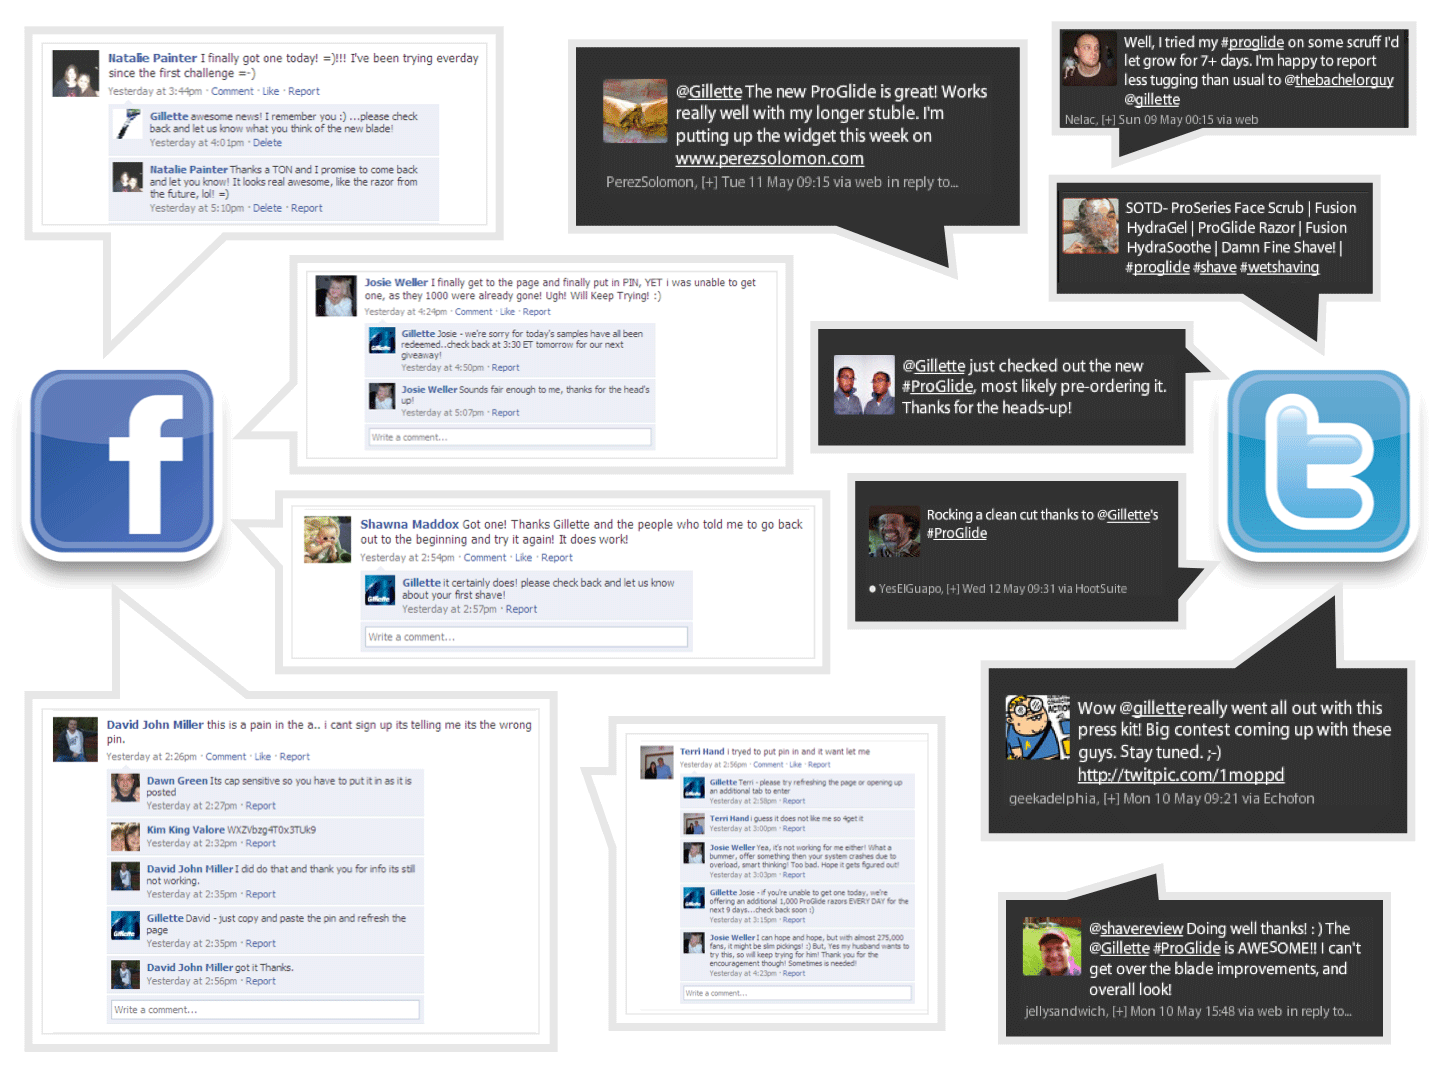 Natalie Painter I finally got one today! =)!!! I've been trying everday
since the first challenge =-)
Yesterday at 3:44pm · Comment · Like · Report
Gillette awesome news! I remember you :) ...please check
back and let us know what you think of the new blade!
Yesterday at 4:01pm · Delete
Natalie Painter Thanks a TON and I promise to come back
and let you know! It looks real awesome, like the razor from
the future, lol! =)
Yesterday at 5:10pm · Delete · Report
Josie Weller I finally get to the page and finally put in PIN, YET i was unable to get
one, as they 1000 were already gone! Ugh! Will Keep Trying! :)
Yesterday at 4:24pm · Comment · Like · Report
Gillette Josie - we're sorry for today's samples have all been
redeemed..check back at 3:30 ET tomorrow for our next
giveaway!
Yesterday at 4:50pm · Report
Josie Weller Sounds fair enough to me, thanks for the head's
up!
Yesterday at 5:07pm · Report
Write a comment...
Shawna Maddox Got one! Thanks Gillette and the people who told me to go back
out to the beginning and try it again! It does work!
Yesterday at 2:54pm · Comment · Like · Report
Gillette it certainly does! please check back and let us know
about your first shave!
Yesterday at 2:57pm · Report
Write a comment...
David John Miller this is a pain in the a.. i cant sign up its telling me its the wrong
pin.
Yesterday at 2:26pm · Comment · Like · Report
Dawn Green Its cap sensitive so you have to put it in as it is
posted
Yesterday at 2:27pm · Report
Kim King Valore WXZVbzg4T0x3TUk9
Yesterday at 2:32pm · Report
David John Miller I did do that and thank you for info its still
not working.
Yesterday at 2:35pm · Report
Gillette David - just copy and paste the pin and refresh the
page
Yesterday at 2:35pm · Report
David John Miller got it Thanks.
Yesterday at 2:56pm · Report
Write a comment...
Terri Hand i tryed to put pin in and it want let me
Yesterday at 2:56pm · Comment · Like · Report
Gillette Terri - please try refreshing the page or opening up
an additional tab to enter
Yesterday at 2:58pm · Report
Terri Hand i guess it does not like me so 4get it
Yesterday at 3:00pm · Report
Josie Weller Yea, it's not working for me either! What a
bummer, offer something then your system crashes due to
overload, smart thinking! Too bad. Hope it gets figured out!
Yesterday at 3:03pm · Report
Gillette Josie - if you're unable to get one today, we're
offering an additional 1,000 ProGlide razors EVERY DAY for the
next 9 days...check back soon :)
Yesterday at 3:15pm · Report
Josie Weller I can hope and hope, but with almost 275,000
fans, it might be slim pickings! :) But, Yes my husband wants to
try this, so will keep trying for him! Thank you for the
encouragement though! Sometimes is needed!
Yesterday at 4:23pm · Report
Write a comment...
@Gillette The new ProGlide is great! Works
really well with my longer stuble. I'm
putting up the widget this week on
www.perezsolomon.com
PerezSolomon, [+] Tue 11 May 09:15 via web in reply to...
Well, I tried my #proglide on some scruff I'd
let grow for 7+ days. I'm happy to report
less tugging than usual to @thebachelorguy
@gillette
Nelac, [+] Sun 09 May 00:15 via web
SOTD- ProSeries Face Scrub | Fusion
HydraGel | ProGlide Razor | Fusion
HydraSoothe | Damn Fine Shave! |
#proglide #shave #wetshaving
@Gillette just checked out the new
#ProGlide, most likely pre-ordering it.
Thanks for the heads-up!
Rocking a clean cut thanks to @Gillette's
#ProGlide
YesElGuapo, [+] Wed 12 May 09:31 via HootSuite
Wow @gillette really went all out with this
press kit! Big contest coming up with these
guys. Stay tuned. ;-)
http://twitpic.com/1moppd
geekadelphia, [+] Mon 10 May 09:21 via Echofon
@shavereview Doing well thanks! : ) The
@Gillette #ProGlide is AWESOME!! I can't
get over the blade improvements, and
overall look!
jellysandwich, [+] Mon 10 May 15:48 via web in reply to...